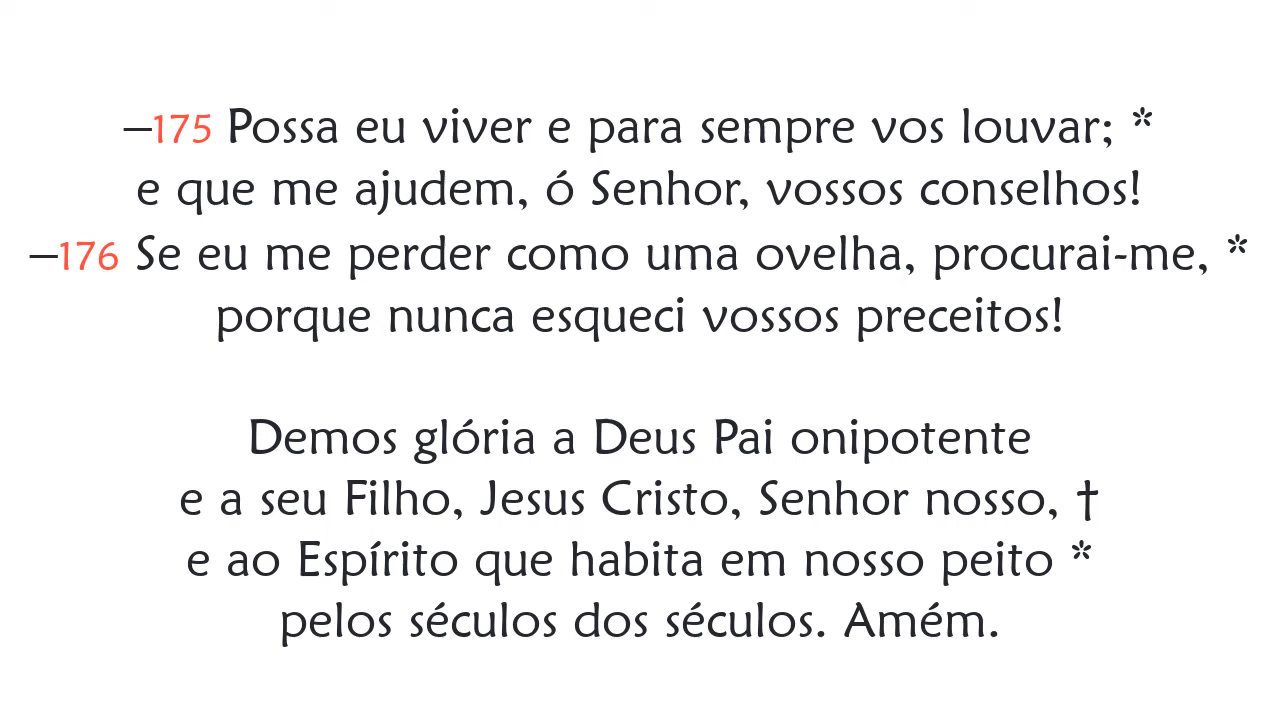 —175 Possa eu viver e para sempre vos louvar; *
e que me ajudem, ó Senhor, vossos conselhos!
—176 Se eu me perder como uma ovelha, procurai-me, *
porque nunca esqueci vossos preceitos!
Demos glória a Deus Pai onipotente
e a seu Filho, Jesus Cristo, Senhor nosso, †
e ao Espírito que habita em nosso peito *
pelos séculos dos séculos. Amém.